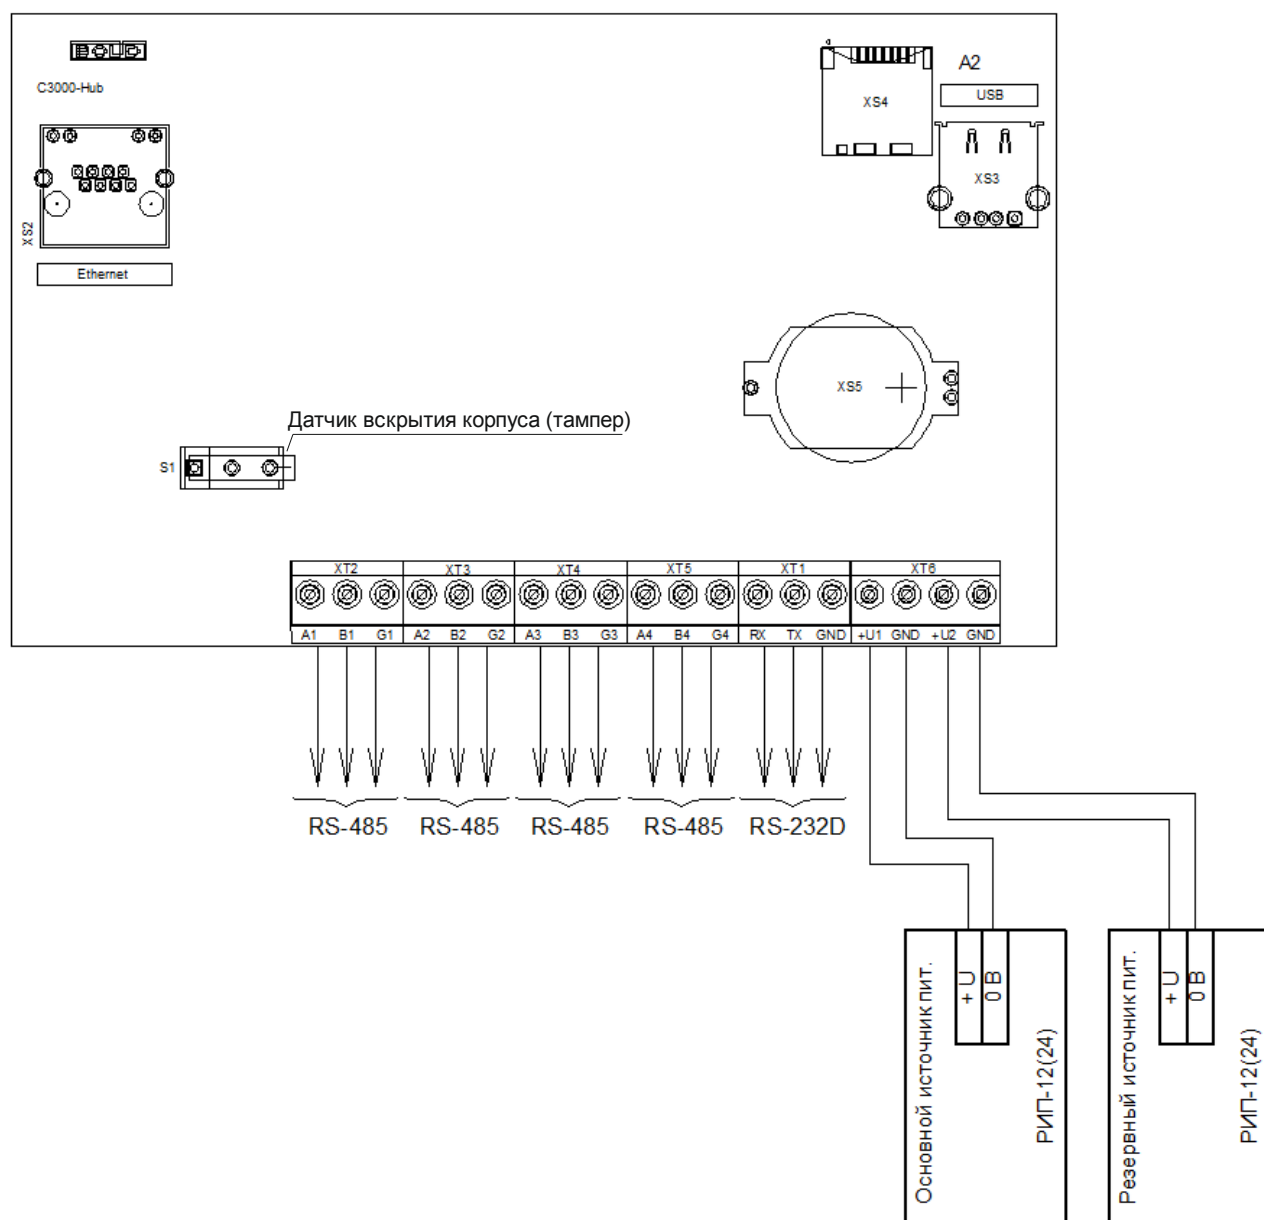 C3000-Hub
A2
USB
XS4
XS3
XS2
Ethernet
XS5
Датчик вскрытия корпуса (тампер)
S1
XT2 XT3 XT4 XT5 XT1 XT6
A1 B1 G1 A2 B2 G2 A3 B3 G3 A4 B4 G4 RX TX GND +U1 GND +U2 GND
RS-485 RS-485 RS-485 RS-485 RS-232D
Основной источник пит.
+U
0 В
РИП-12(24)
Резервный источник пит.
+U
0 В
РИП-12(24)